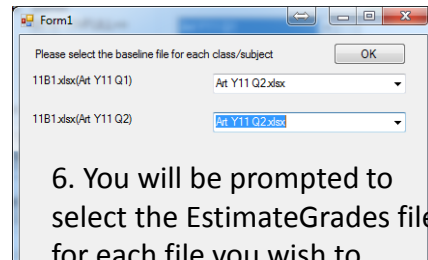 Form1
Please select the baseline file for each class/subject OK
11B1.xlsx(Art Y11 Q1) Art Y11 Q2.xlsx
11B1.xlsx(Art Y11 Q2) Art Y11 Q2.xlsx
6. You will be prompted to
select the EstimateGrades file
for each file you wish to